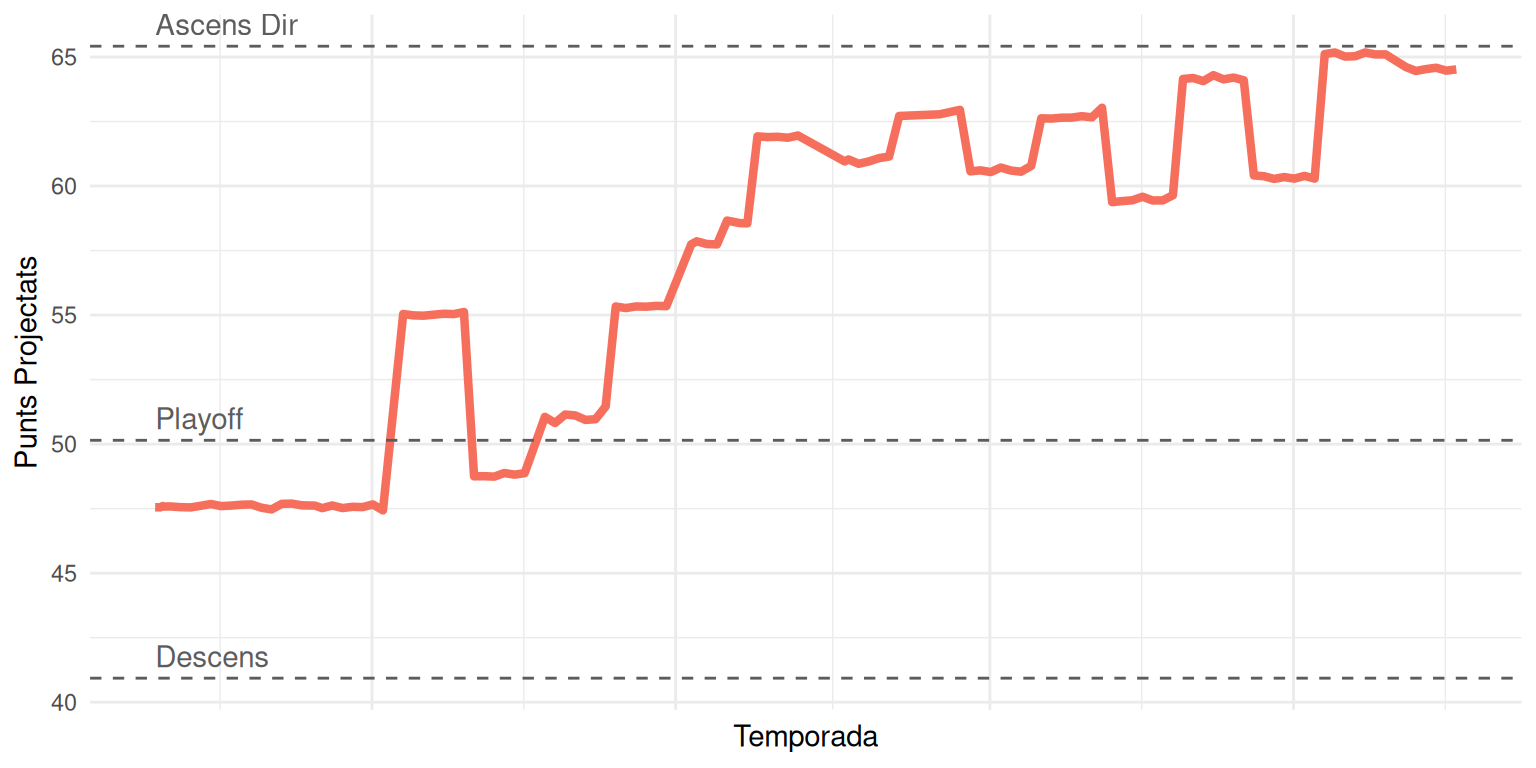 Ascens Dir
65
60
55
Playoff
50
45
Descens
40
Punts Projectats
Temporada